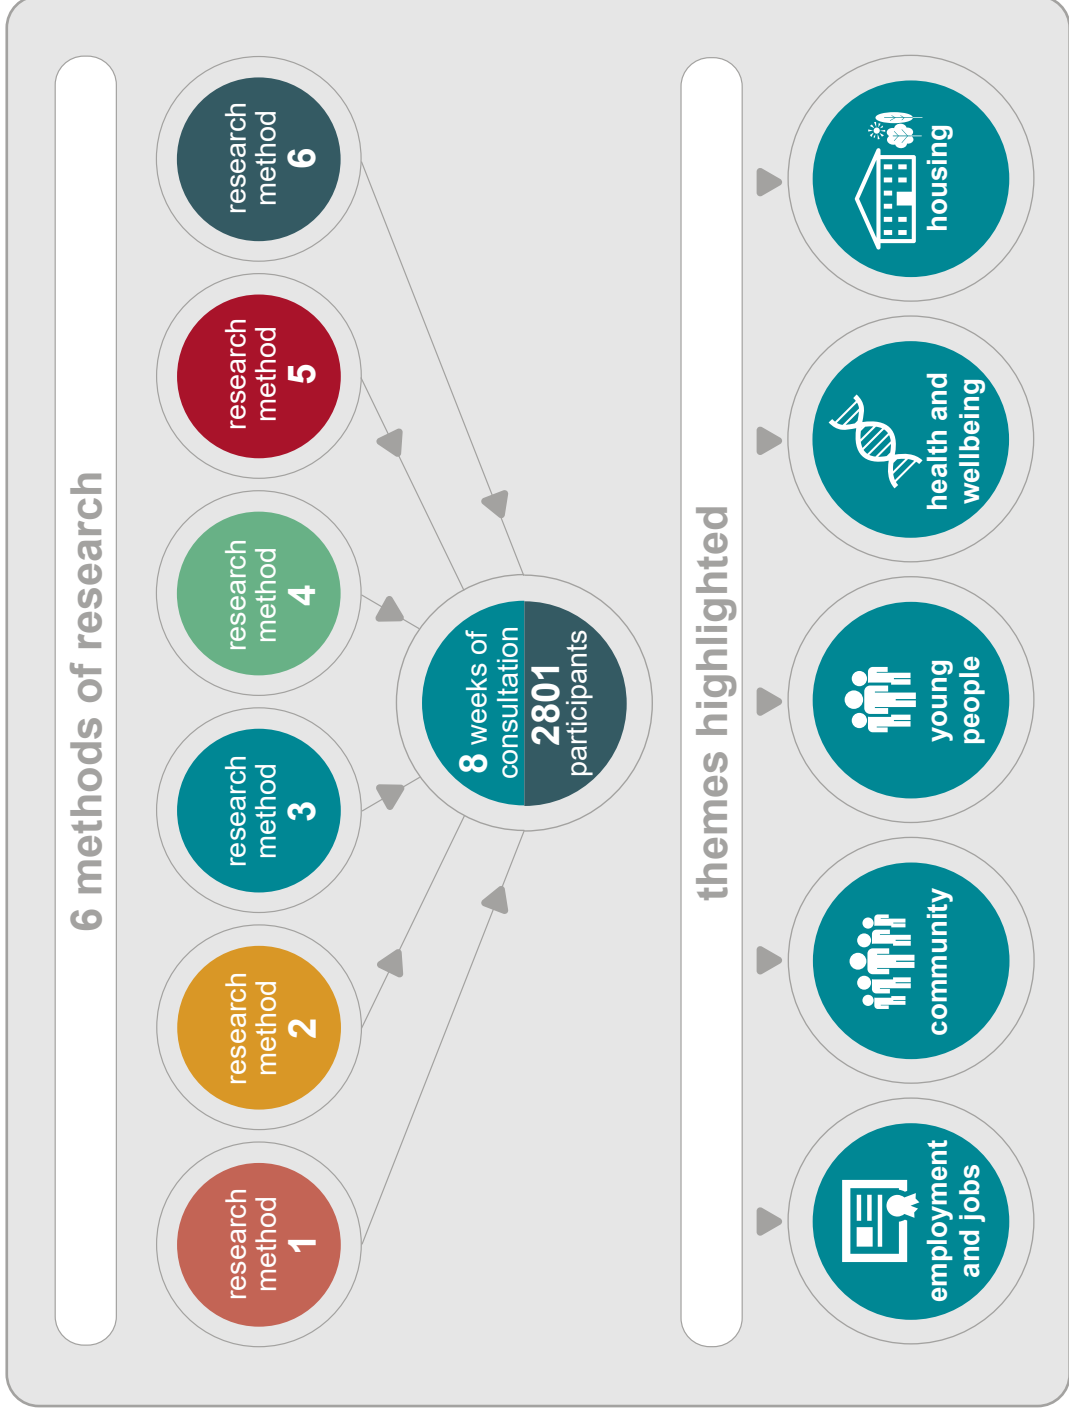 6 methods of research
research
method
1
research
method
2
research
method
3
research
method
4
research
method
5
research
method
6
8 weeks of
consultation
2801
participants
themes highlighted
employment
and jobs
community
young
people
health and
wellbeing
housing